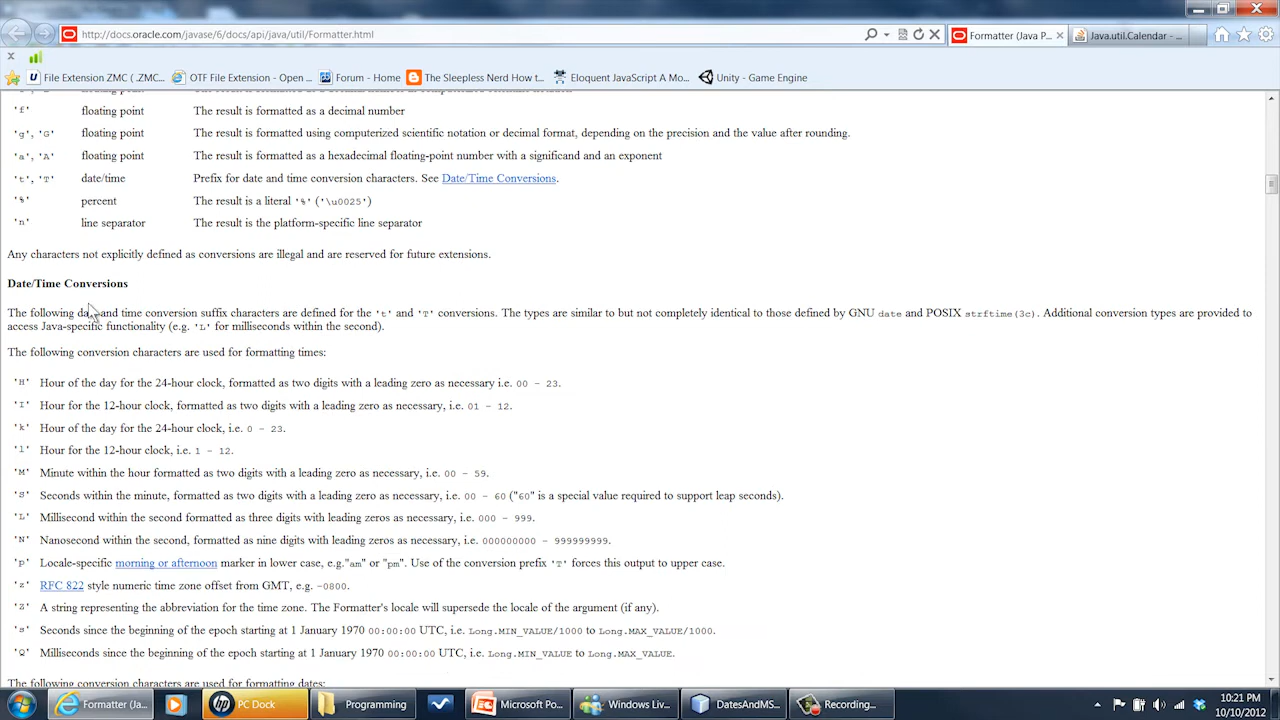 http://docs.oracle.com/javase/6/docs/api/java/util/Formatter.html
Formatter (Java P...
Java.util.Calendar - ...
File Extension ZMC (.ZMC...
OTF File Extension - Open ...
Forum - Home
The Sleepless Nerd How t...
Eloquent JavaScript A Mo...
Unity - Game Engine
'f' floating point The result is formatted as a decimal number
'g', 'G' floating point The result is formatted using computerized scientific notation or decimal format, depending on the precision and the value after rounding.
'a', 'A' floating point The result is formatted as a hexadecimal floating-point number with a significand and an exponent
't', 'T' date/time Prefix for date and time conversion characters. See Date/Time Conversions.
'%' percent The result is a literal '%' ('\u0025')
'n' line separator The result is the platform-specific line separator
Any characters not explicitly defined as conversions are illegal and are reserved for future extensions.
Date/Time Conversions
The following date and time conversion suffix characters are defined for the 't' and 'T' conversions. The types are similar to but not completely identical to those defined by GNU date and POSIX strftime(3c). Additional conversion types are provided to
access Java-specific functionality (e.g. 'L' for milliseconds within the second).
The following conversion characters are used for formatting times:
'H' Hour of the day for the 24-hour clock, formatted as two digits with a leading zero as necessary i.e. 00 - 23.
'I' Hour for the 12-hour clock, formatted as two digits with a leading zero as necessary, i.e. 01 - 12.
'k' Hour of the day for the 24-hour clock, i.e. 0 - 23.
'l' Hour for the 12-hour clock, i.e. 1 - 12.
'M' Minute within the hour formatted as two digits with a leading zero as necessary, i.e. 00 - 59.
'S' Seconds within the minute, formatted as two digits with a leading zero as necessary, i.e. 00 - 60 ("60" is a special value required to support leap seconds).
'L' Millisecond within the second formatted as three digits with leading zeros as necessary, i.e. 000 - 999.
'N' Nanosecond within the second, formatted as nine digits with leading zeros as necessary, i.e. 000000000 - 999999999.
'p' Locale-specific morning or afternoon marker in lower case, e.g."am" or "pm". Use of the conversion prefix 'T' forces this output to upper case.
'z' RFC 822 style numeric time zone offset from GMT, e.g. -0800.
'Z' A string representing the abbreviation for the time zone. The Formatter's locale will supersede the locale of the argument (if any).
's' Seconds since the beginning of the epoch starting at 1 January 1970 00:00:00 UTC, i.e. Long.MIN_VALUE/1000 to Long.MAX_VALUE/1000.
'Q' Milliseconds since the beginning of the epoch starting at 1 January 1970 00:00:00 UTC, i.e. Long.MIN_VALUE to Long.MAX_VALUE.
The following conversion characters are used for formatting dates:
Formatter (Ja...
PC Dock
Programming
Microsoft Po...
Windows Liv...
DatesAndMS...
Recording...
10:21 PM
10/10/2012